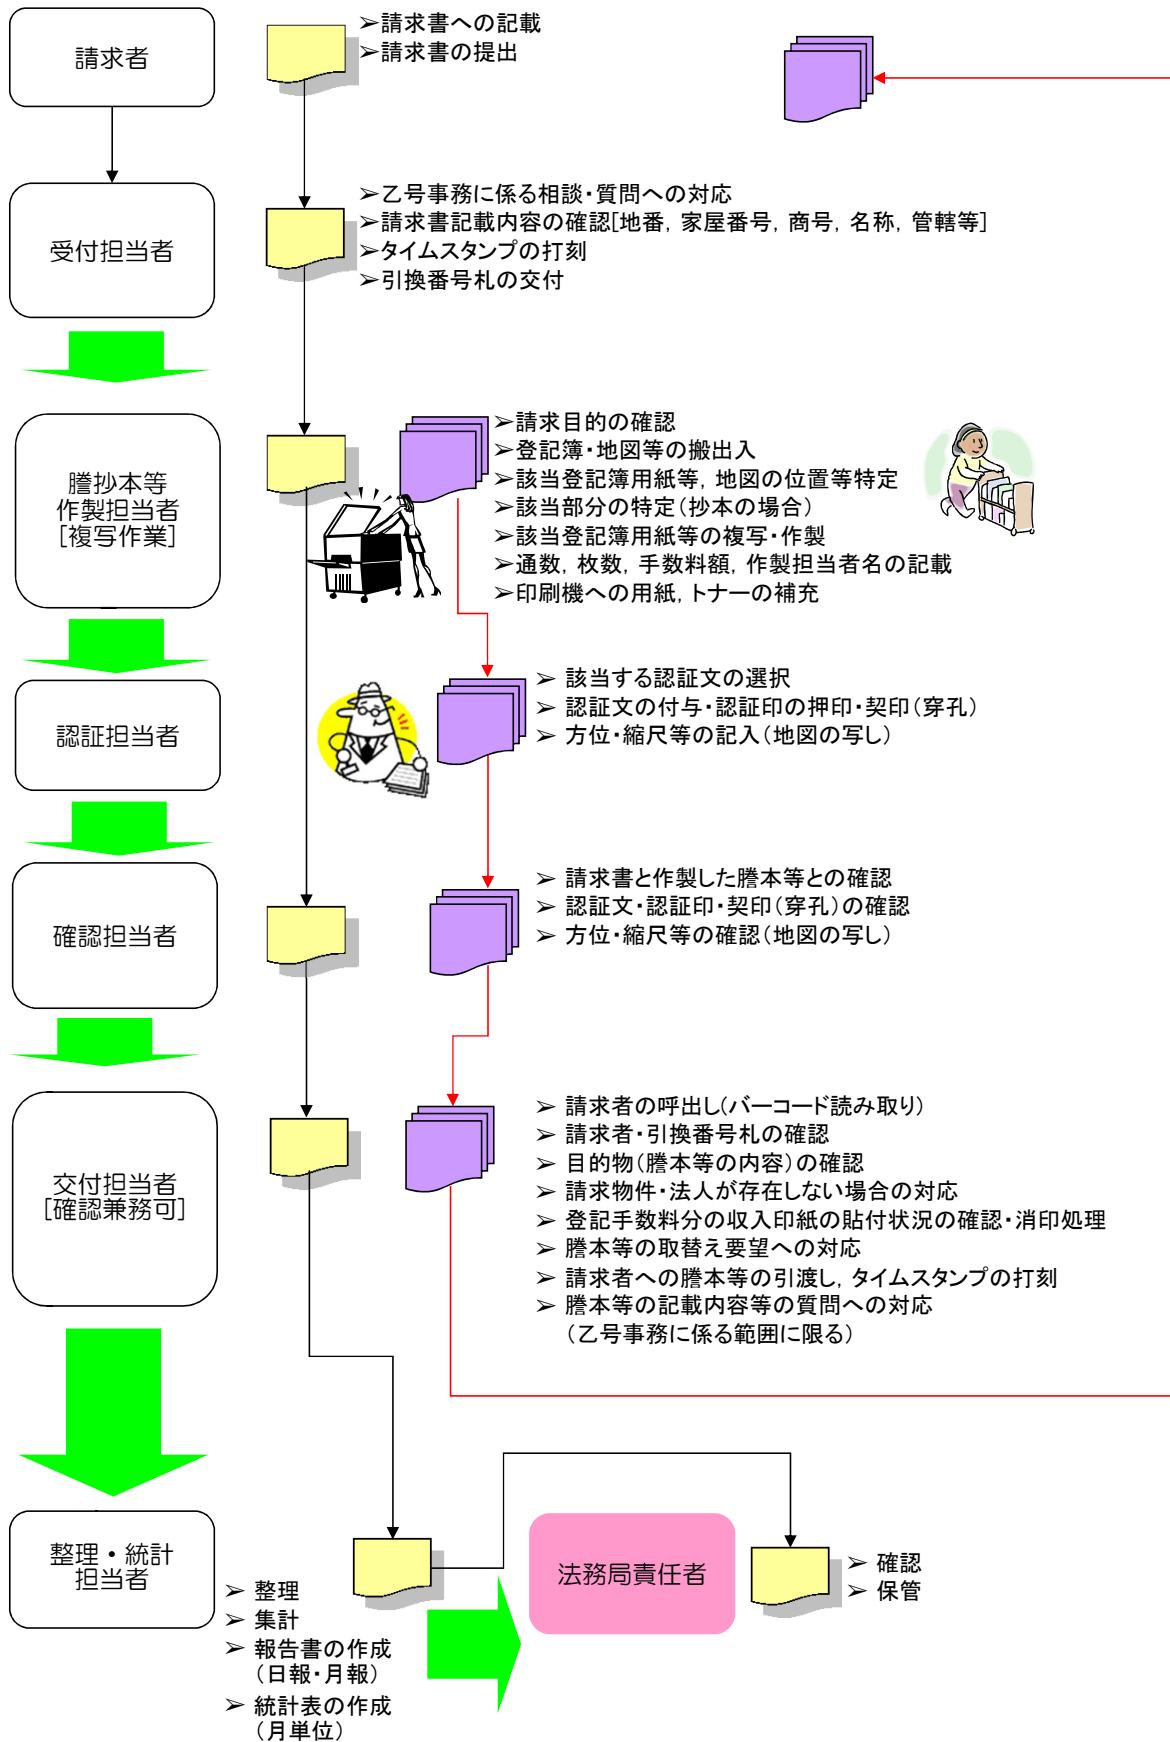 請求者
➢請求書への記載
➢請求書の提出
受付担当者
➢乙号事務に係る相談・質問への対応
➢請求書記載内容の確認[地番，家屋番号，商号，名称，管轄等]
➢タイムスタンプの打刻
➢引換番号札の交付
謄抄本等
作製担当者
[複写作業]
➢請求目的の確認
➢登記簿・地図等の搬出入
➢該当登記簿用紙等，地図の位置等特定
➢該当部分の特定（抄本の場合）
➢該当登記簿用紙等の複写・作製
➢通数，枚数，手数料額，作製担当者名の記載
➢印刷機への用紙，トナーの補充
認証担当者
➢ 該当する認証文の選択
➢ 認証文の付与・認証印の押印・契印（穿孔）
➢ 方位・縮尺等の記入（地図の写し）
確認担当者
➢ 請求書と作製した謄本等との確認
➢ 認証文・認証印・契印（穿孔）の確認
➢ 方位・縮尺等の確認（地図の写し）
交付担当者
[確認兼務可]
➢ 請求者の呼出し（バーコード読み取り）
➢ 請求者・引換番号札の確認
➢ 目的物（謄本等の内容）の確認
➢ 請求物件・法人が存在しない場合の対応
➢ 登記手数料分の収入印紙の貼付状況の確認・消印処理
➢ 謄本等の取替え要望への対応
➢ 請求者への謄本等の引渡し，タイムスタンプの打刻
➢ 謄本等の記載内容等の質問への対応
（乙号事務に係る範囲に限る）
整理・統計
担当者
➢ 整理
➢ 集計
➢ 報告書の作成
（日報・月報）
➢ 統計表の作成
（月単位）
法務局責任者
➢ 確認
➢ 保管